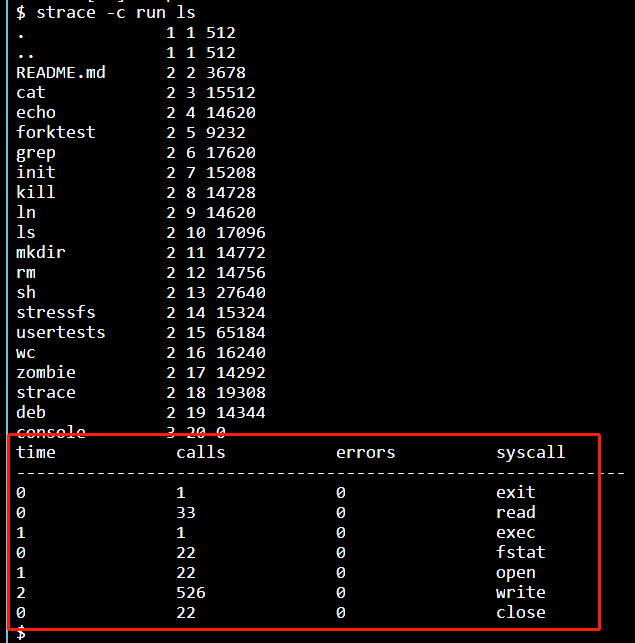 $ strace -c run ls
. 1 1 512
.. 1 1 512
README.md 2 2 3678
cat 2 3 15512
echo 2 4 14620
forktest 2 5 9232
grep 2 6 17620
init 2 7 15208
kill 2 8 14728
ln 2 9 14620
ls 2 10 17096
mkdir 2 11 14772
rm 2 12 14756
sh 2 13 27640
stressfs 2 14 15324
usertests 2 15 65184
wc 2 16 16240
zombie 2 17 14292
strace 2 18 19308
deb 2 19 14344
console 3 20 0
time calls errors syscall
-------------------------------------------------------------
0 1 0 exit
0 33 0 read
1 1 0 exec
0 22 0 fstat
1 22 0 open
2 526 0 write
0 22 0 close
$